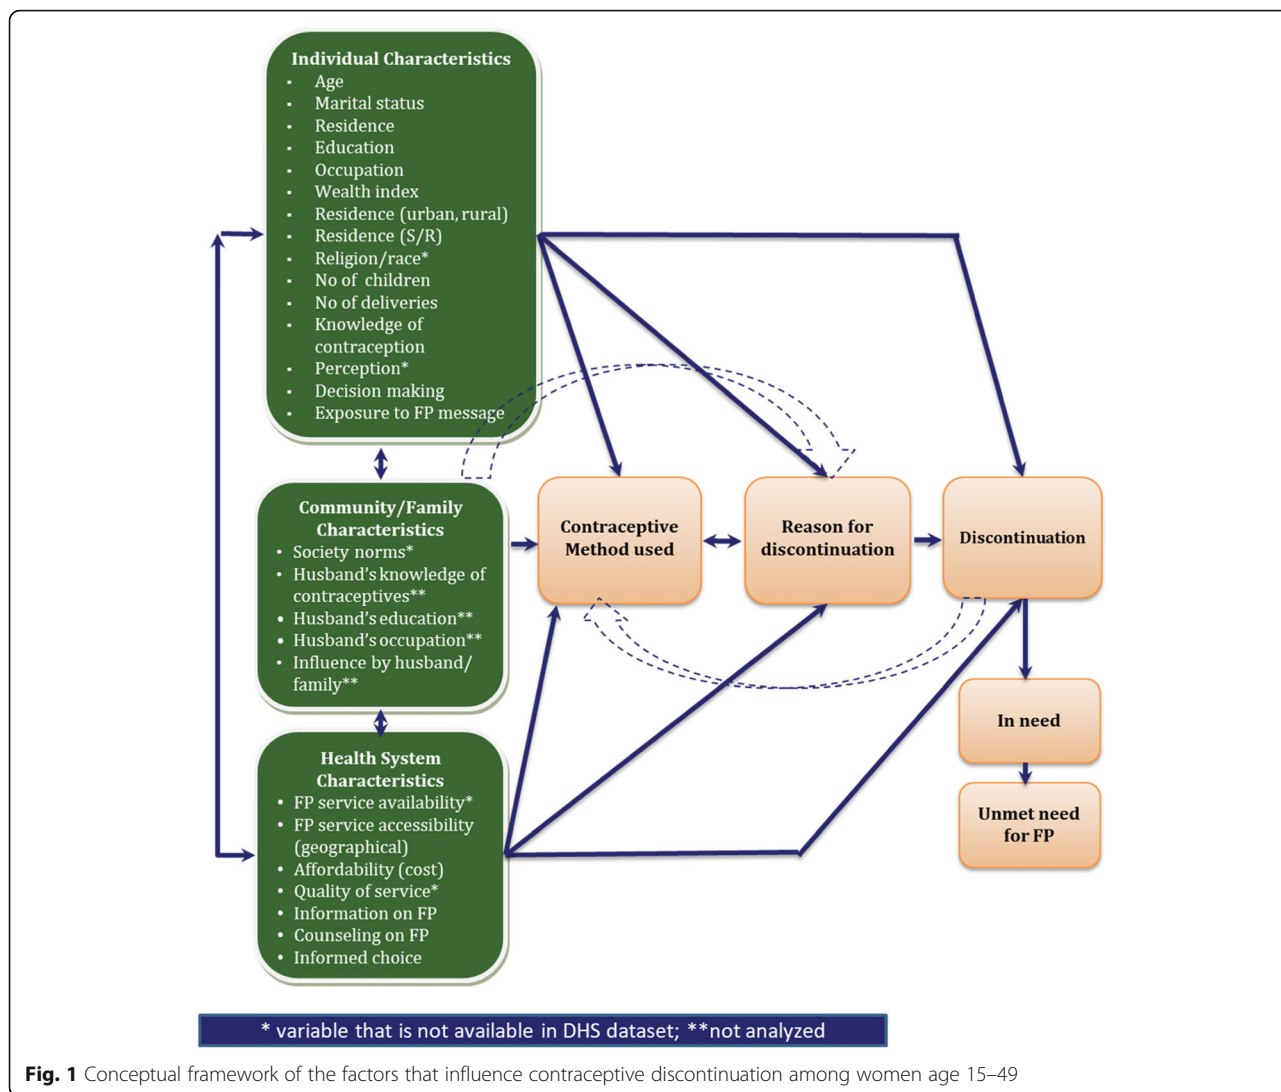 Individual Characteristics
▪ Age
▪ Marital status
▪ Residence
▪ Education
▪ Occupation
▪ Wealth index
▪ Residence (urban, rural)
▪ Residence (S/R)
▪ Religion/race*
▪ No of children
▪ No of deliveries
▪ Knowledge of
contraception
▪ Perception*
▪ Decision making
▪ Exposure to FP message
Community/Family
Characteristics
• Society norms*
• Husband's knowledge of
contraceptives**
• Husband's education**
• Husband's occupation**
• Influence by husband/
family**
Health System
Characteristics
• FP service availability*
• FP service accessibility
(geographical)
• Affordability (cost)
• Quality of service*
• Information on FP
• Counseling on FP
• Informed choice
Contraceptive
Method used
Reason for
discontinuation
Discontinuation
In need
Unmet need
for FP
* variable that is not available in DHS dataset; **not analyzed
Fig. 1 Conceptual framework of the factors that influence contraceptive discontinuation among women age 15–49